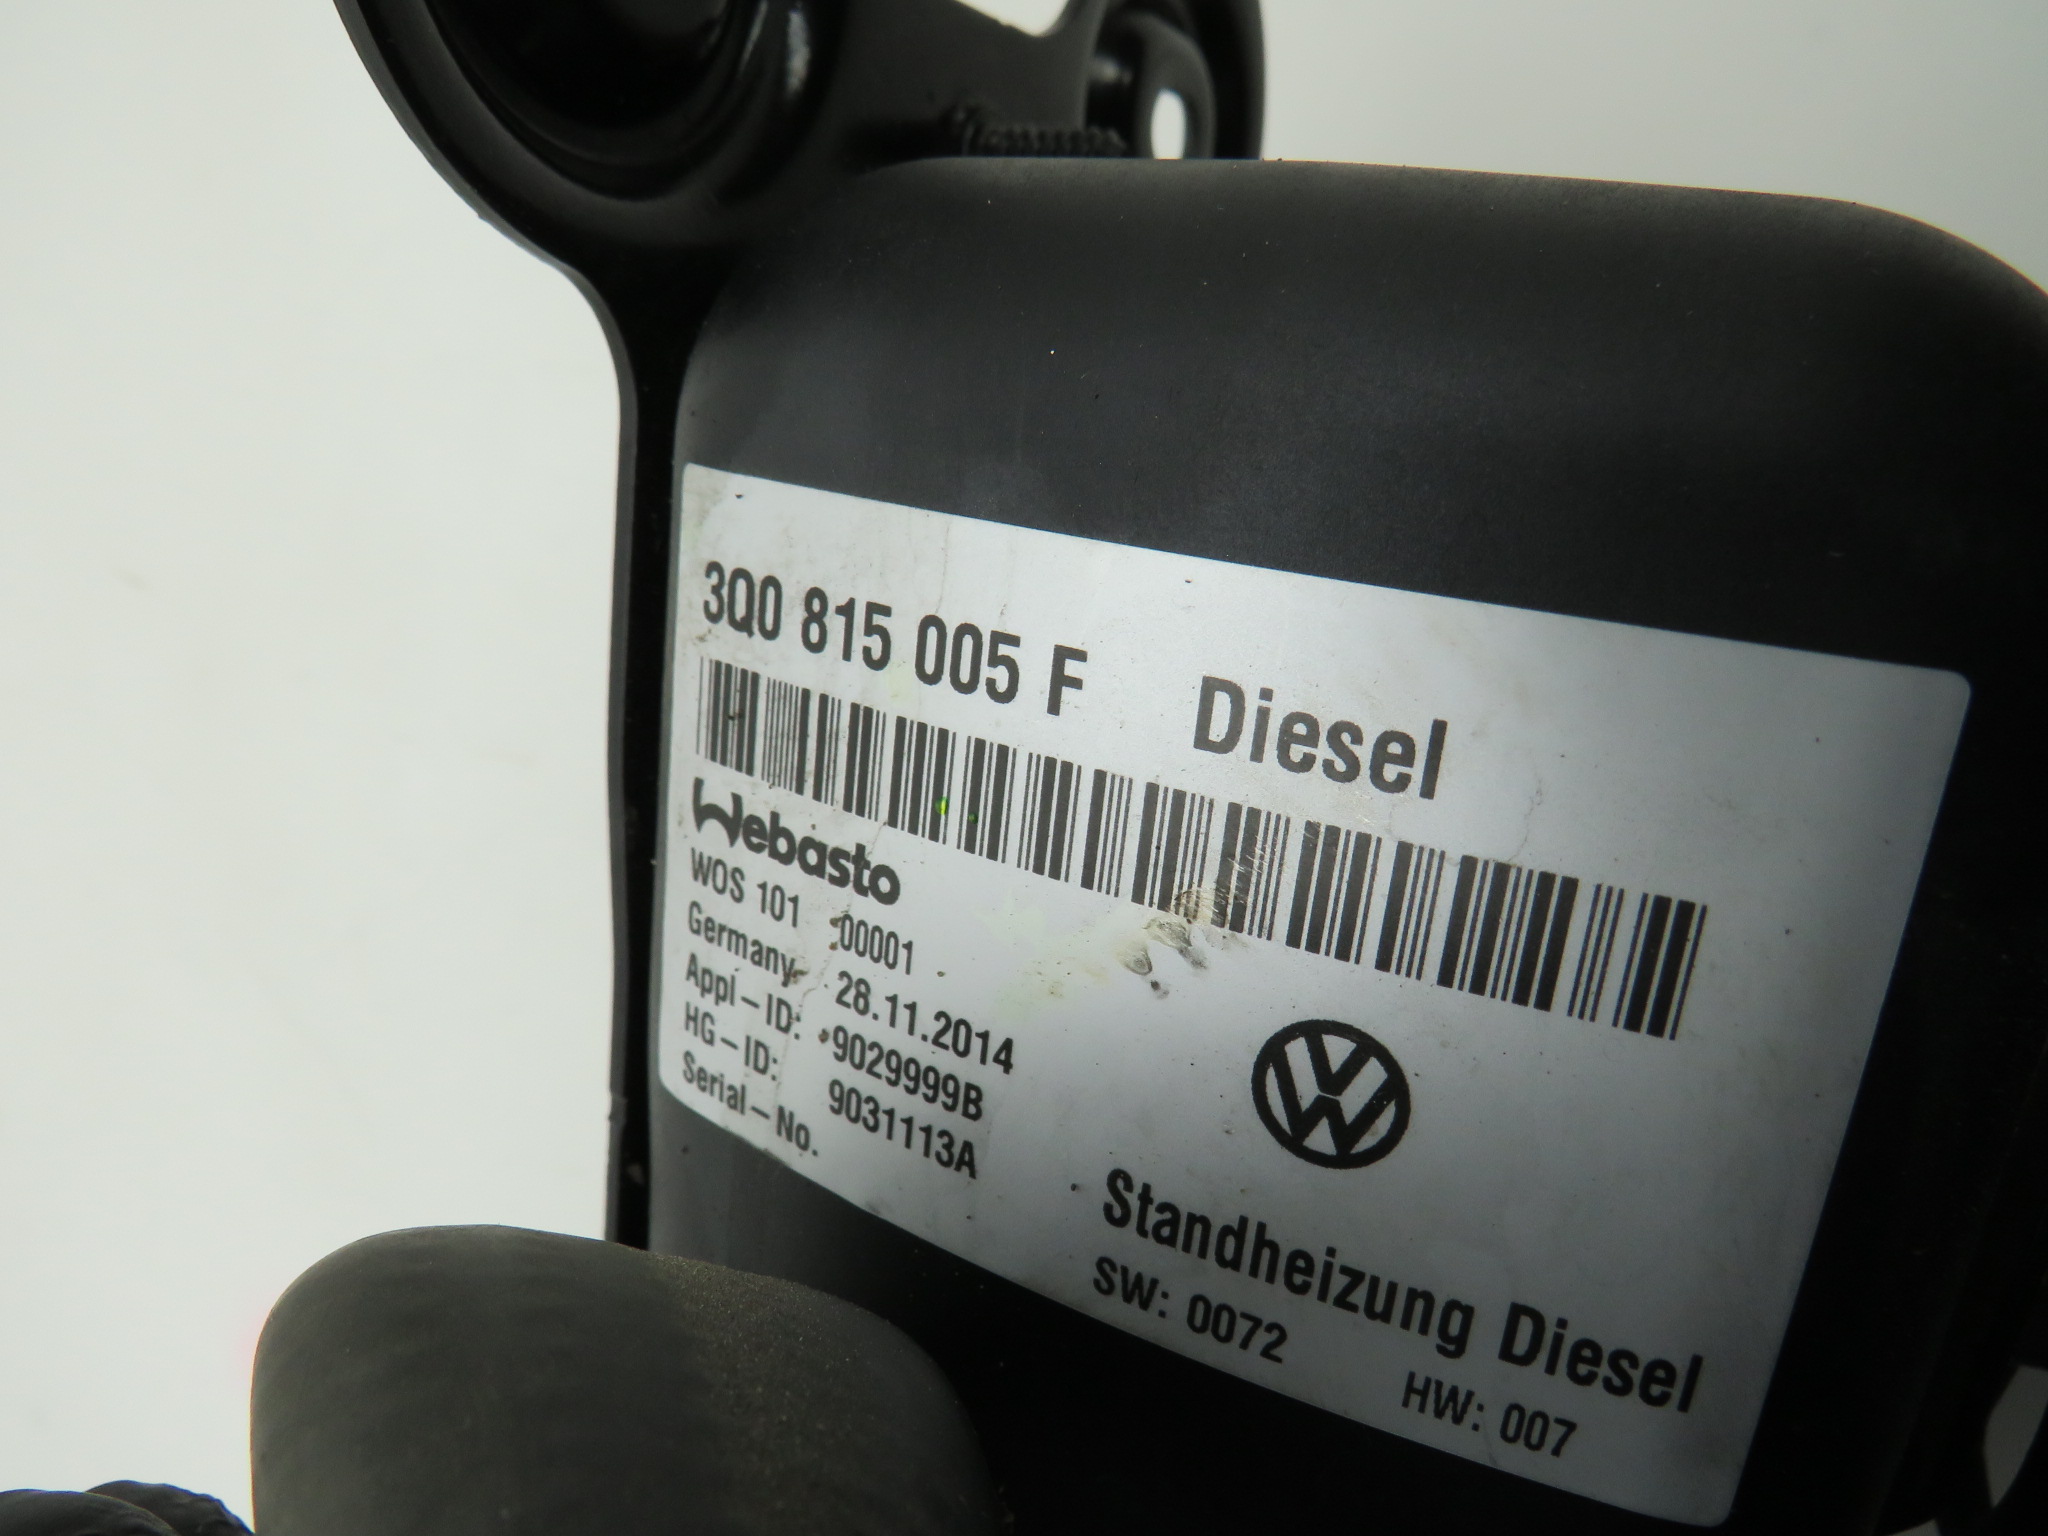 3Q0 815 005 F Diesel
Webasto
WOS 101 00001
Germany 28.11.2014
Appl-ID: 9029999B
HG-ID: 9031113A
Serial-No.
VW
Standheizung Diesel
SW: 0072 HW: 007